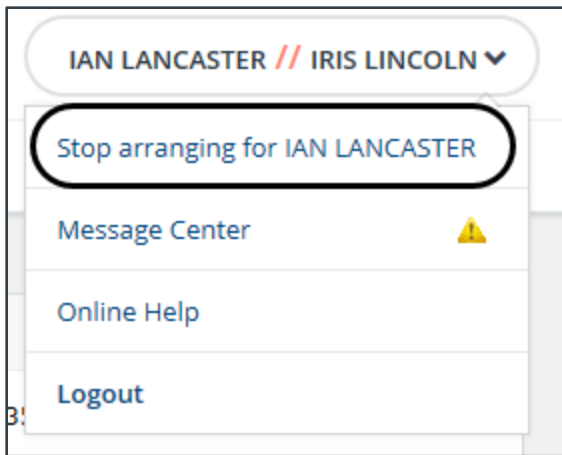 IAN LANCASTER // IRIS LINCOLN
Stop arranging for IAN LANCASTER
Message Center
Online Help
Logout